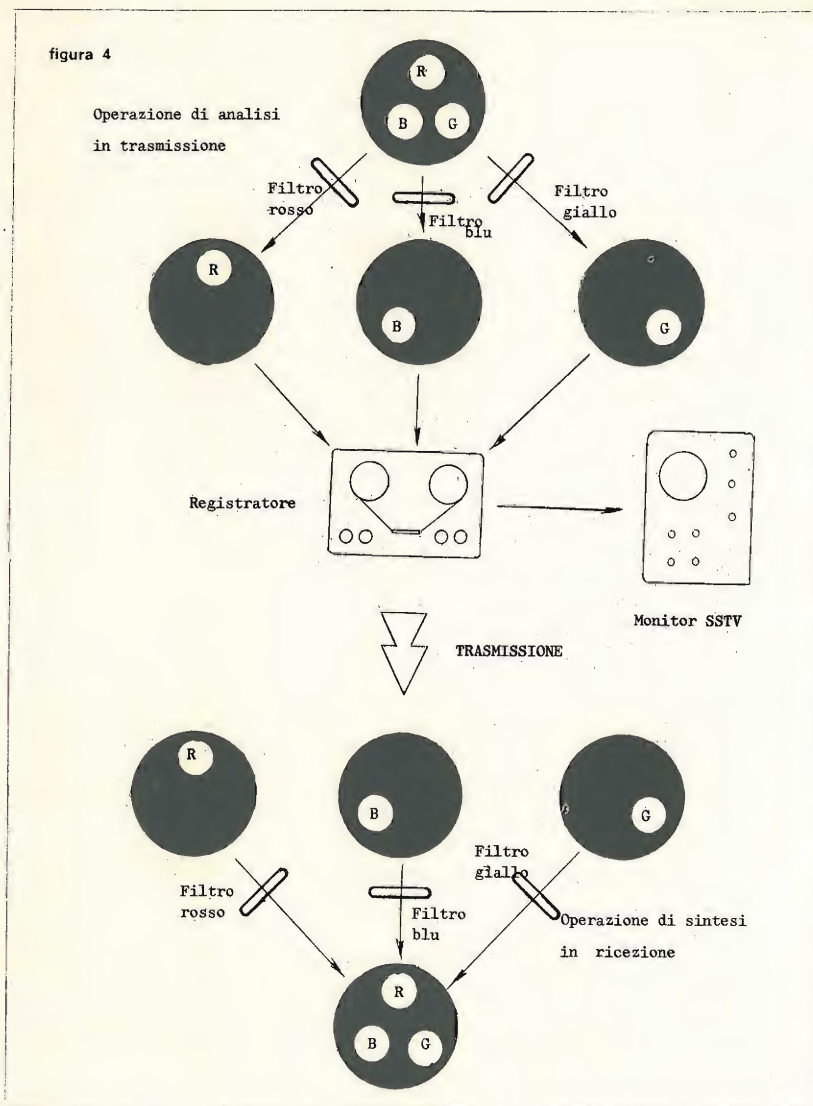 figura 4
R
Operazione di analisi
in trasmissione
B G
Filtro
rosso
Filtro
blu
Filtro
giallo
R
B
G
Registratore
Monitor SSTV
TRASMISSIONE
R
B
G
Filtro
rosso
Filtro
blu
Filtro
giallo
Operazione di sintesi
in ricezione
R
B G